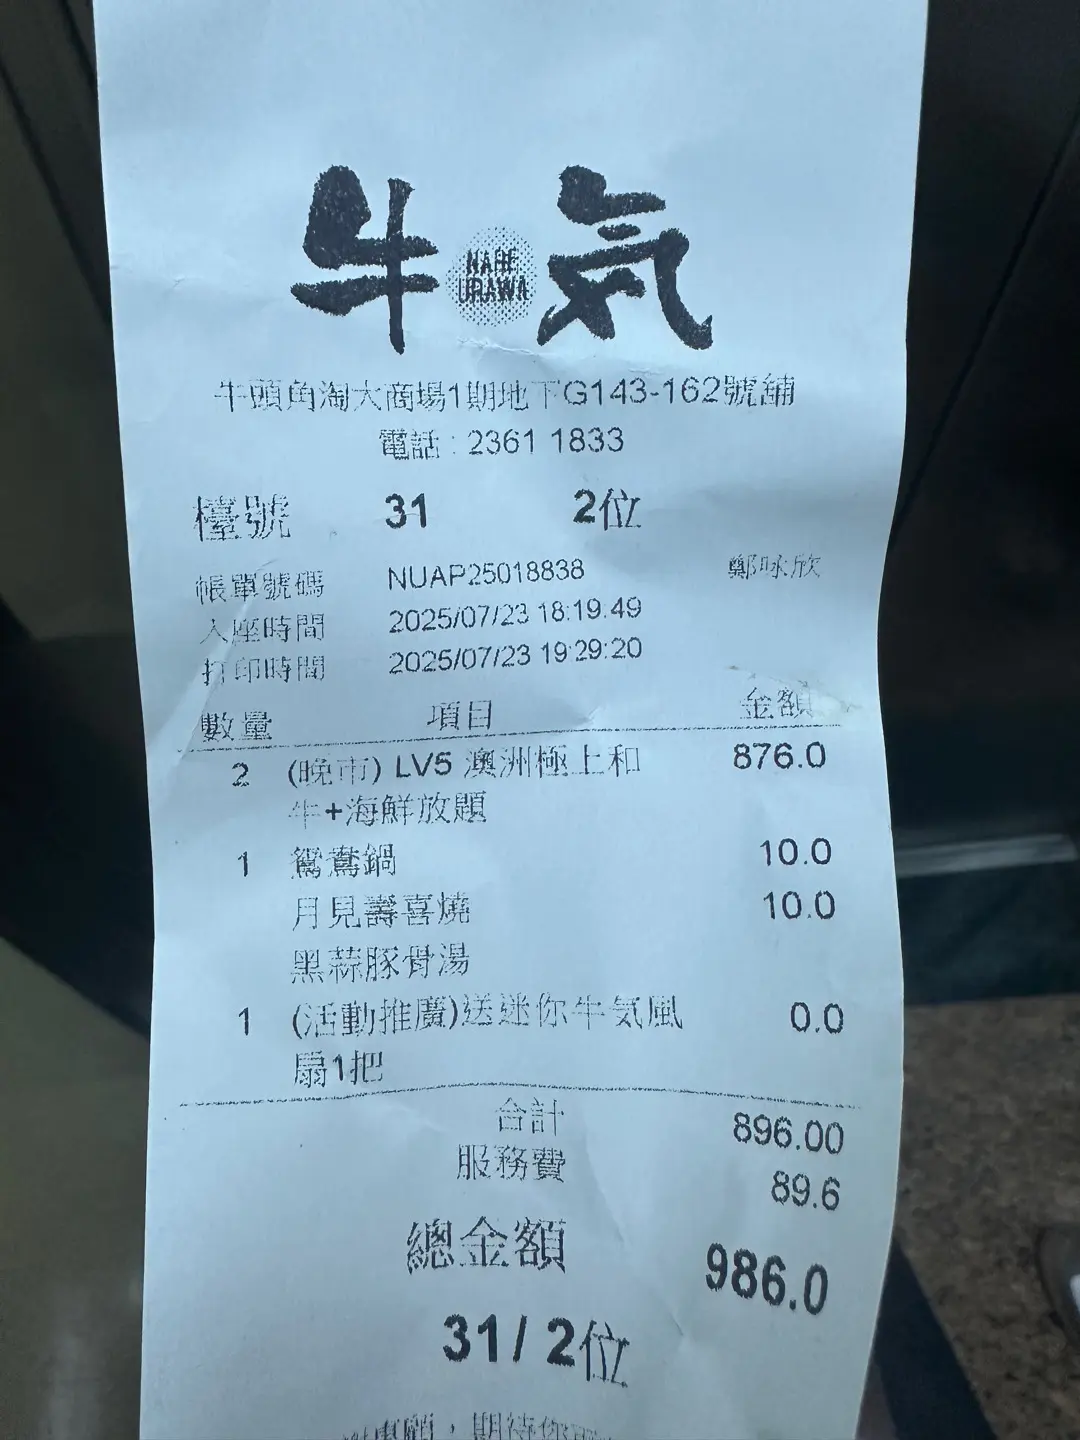 牛気
NABE
URAWA
牛頭角淘大商場1期地下G143-162號舖
電話 : 2361 1833
檯號 31 2位
帳單號碼 NUAP25018838 鄭咏欣
入座時間 2025/07/23 18:19:49
打印時間 2025/07/23 19:29:20
數量 項目 金額
2 (晚市) LV5 澳洲極上和 876.0
牛+海鮮放題
1 鴛鴦鍋 10.0
月見壽喜燒 10.0
黑蒜豚骨湯
1 (活動推廣)送迷你牛気風 0.0
扇1把
合計 896.00
服務費 89.6
總金額 986.0
31 / 2位
惠顧，期待您